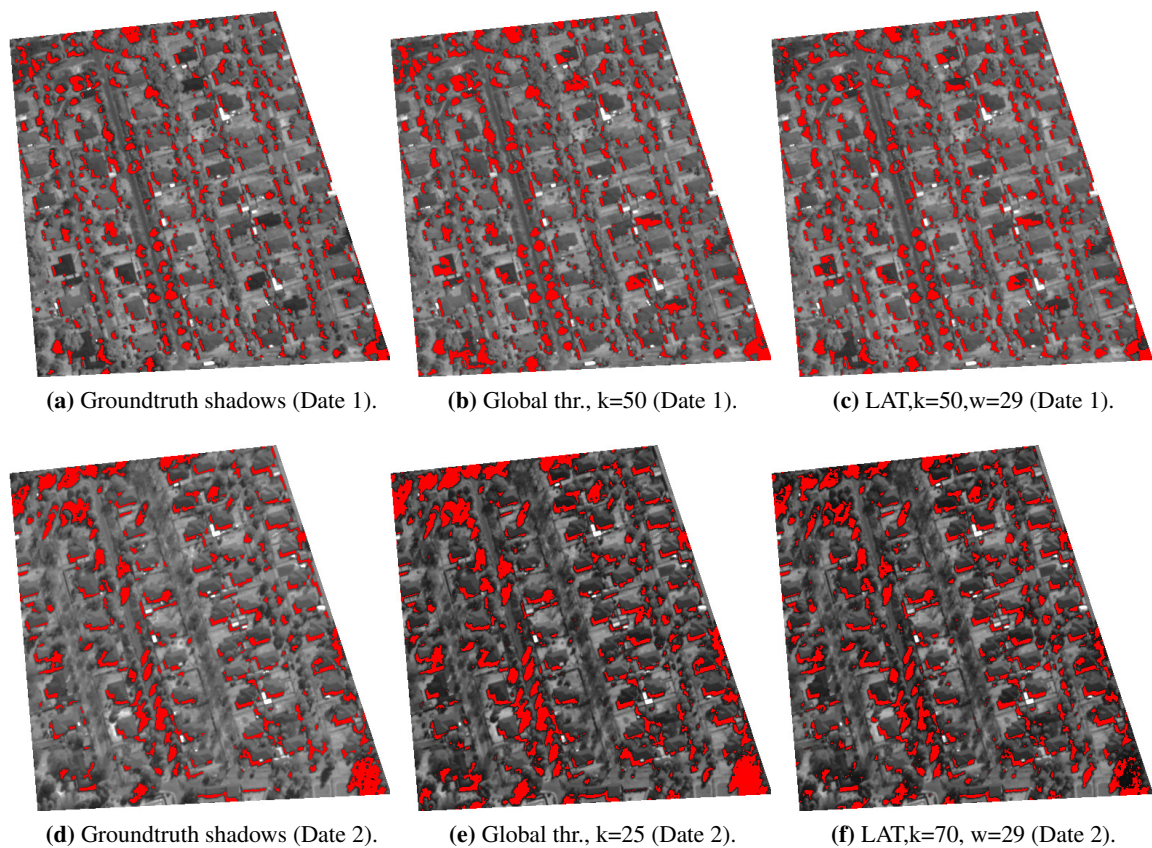 (a) Groundtruth shadows (Date 1).
(b) Global thr., k=50 (Date 1).
(c) LAT,k=50,w=29 (Date 1).
(d) Groundtruth shadows (Date 2).
(e) Global thr., k=25 (Date 2).
(f) LAT,k=70, w=29 (Date 2).